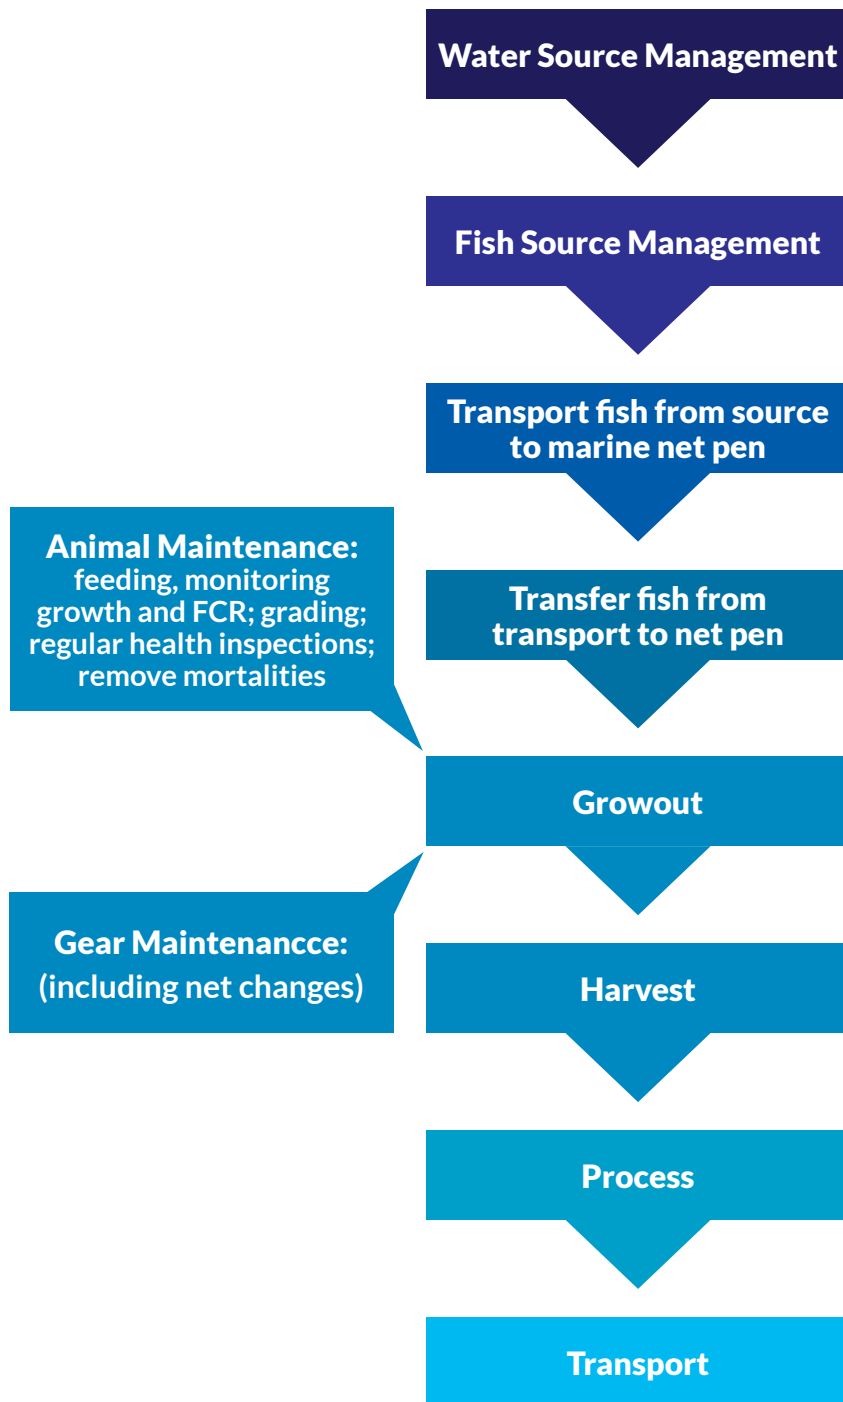 Water Source Management
Fish Source Management
Transport fish from source
to marine net pen
Animal Maintenance:
feeding, monitoring
growth and FCR; grading;
regular health inspections;
remove mortalities
Transfer fish from
transport to net pen
Growout
Gear Maintenancce:
(including net changes)
Harvest
Process
Transport